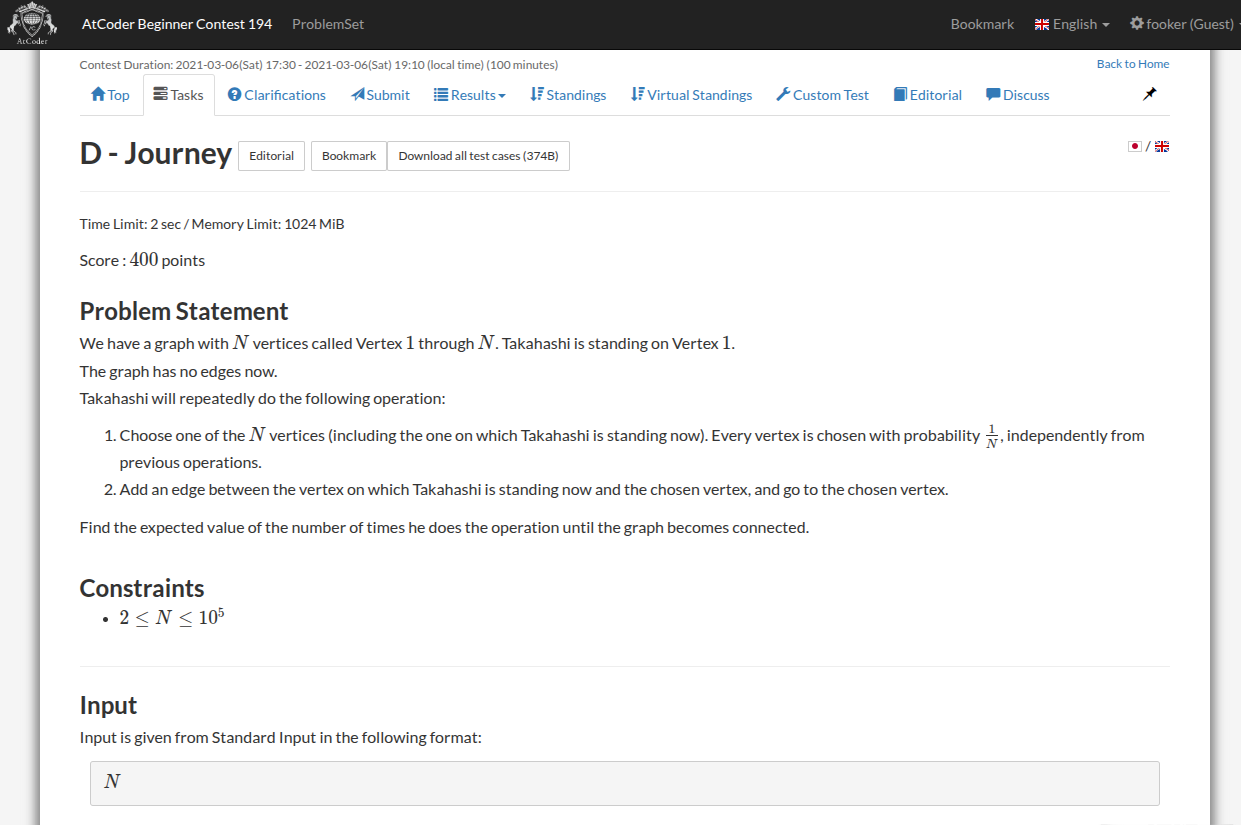 AtCoder
AtCoder Beginner Contest 194 ProblemSet Bookmark English fooker (Guest)
Contest Duration: 2021-03-06(Sat) 17:30 - 2021-03-06(Sat) 19:10 (local time) (100 minutes) Back to Home
Top Tasks Clarifications Submit Results Standings Virtual Standings Custom Test Editorial Discuss
D - Journey Editorial Bookmark Download all test cases (374B) /
Time Limit: 2 sec / Memory Limit: 1024 MiB
Score : 400 points
Problem Statement
We have a graph with N vertices called Vertex 1 through N. Takahashi is standing on Vertex 1.
The graph has no edges now.
Takahashi will repeatedly do the following operation:
1. Choose one of the N vertices (including the one on which Takahashi is standing now). Every vertex is chosen with probability 1/N, independently from
previous operations.
2. Add an edge between the vertex on which Takahashi is standing now and the chosen vertex, and go to the chosen vertex.
Find the expected value of the number of times he does the operation until the graph becomes connected.
Constraints
• 2 ≤ N ≤ 10⁵
Input
Input is given from Standard Input in the following format:
N